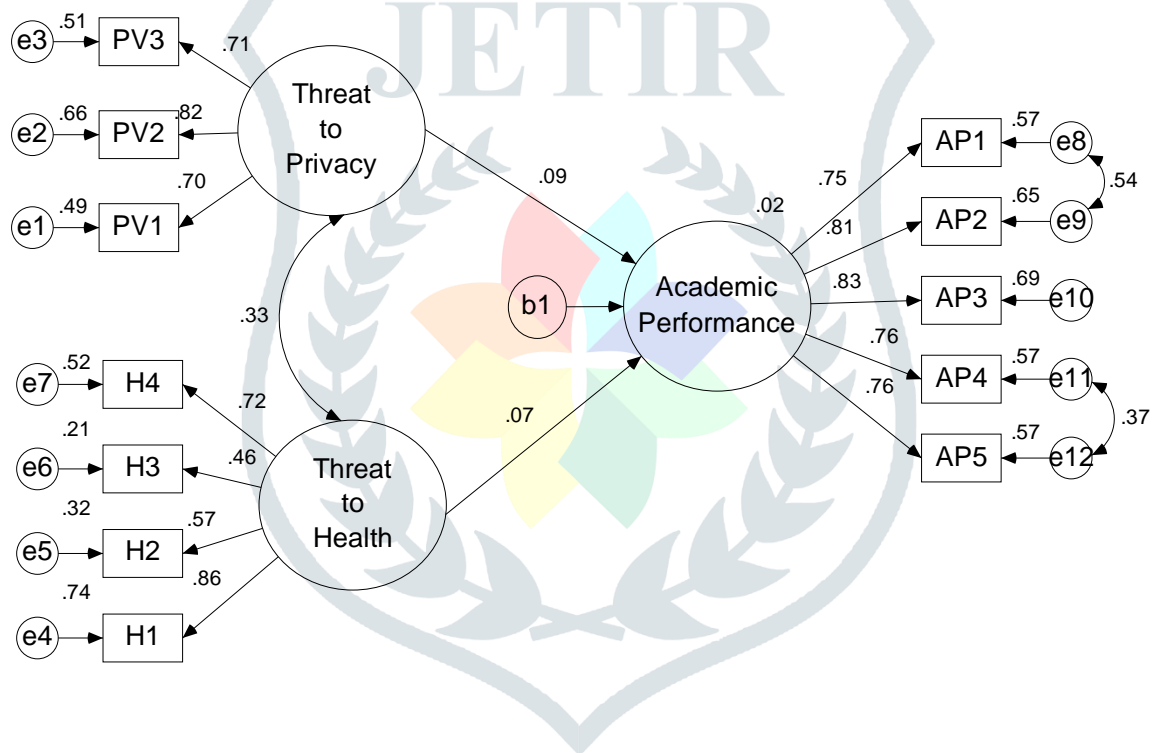 JETIR
e3
.51
PV3
.71
e2
.66
PV2
.82
e1
.49
PV1
.70
Threat
to
Privacy
.33
e7
.52
H4
.72
e6
.21
H3
.46
e5
.32
H2
.57
e4
.74
H1
.86
Threat
to
Health
.09
.07
b1
.02
Academic
Performance
.75
AP1
.57
e8
.54
.81
AP2
.65
e9
.83
AP3
.69
e10
.76
AP4
.57
e11
.37
.76
AP5
.57
e12